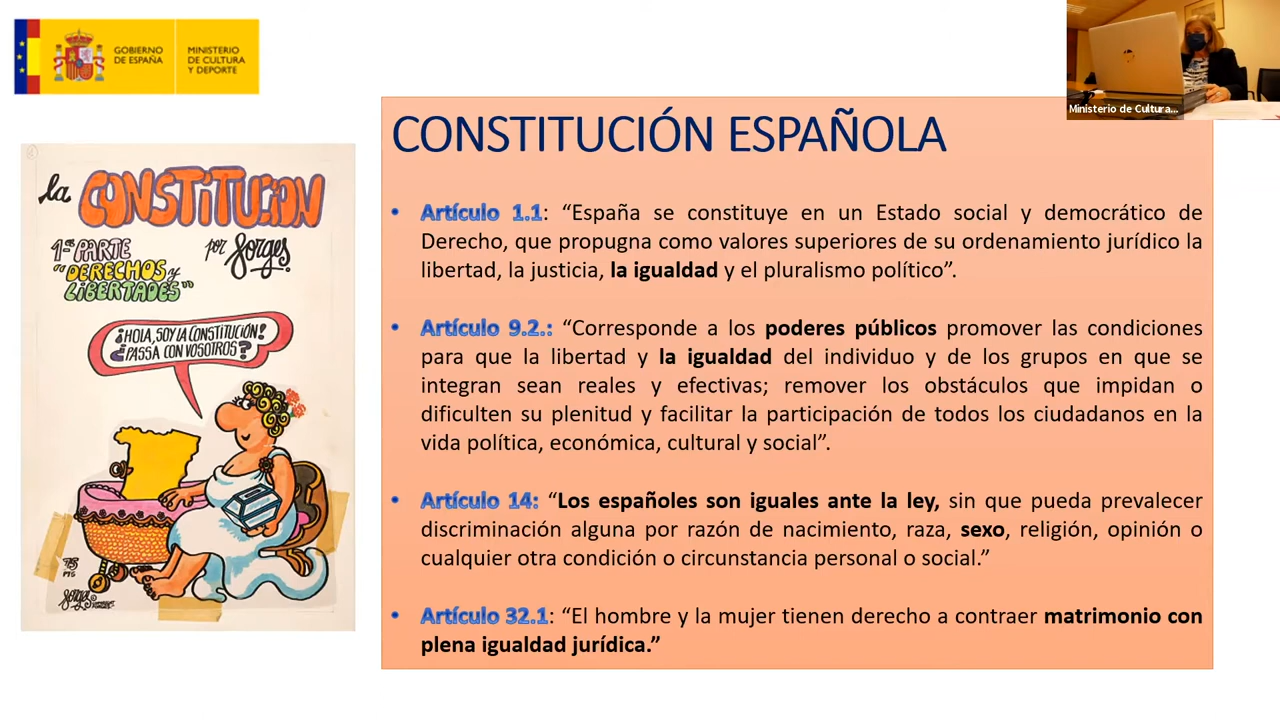 GOBIERNO
DE ESPAÑA
MINISTERIO
DE CULTURA
Y DEPORTE
Ministerio de Cultura...
la CONSTITUCION
1ª PARTE
"DERECHOS y
LIBERTADES"
por Forges.
¡HOLA, SOY LA CONSTITUCIÓN!
¿PASSA CON VOSOTROS?
Forges
CONSTITUCIÓN ESPAÑOLA
• Artículo 1.1: “España se constituye en un Estado social y democrático de
Derecho, que propugna como valores superiores de su ordenamiento jurídico la
libertad, la justicia, la igualdad y el pluralismo político”.
• Artículo 9.2.: “Corresponde a los poderes públicos promover las condiciones
para que la libertad y la igualdad del individuo y de los grupos en que se
integran sean reales y efectivas; remover los obstáculos que impidan o
dificulten su plenitud y facilitar la participación de todos los ciudadanos en la
vida política, económica, cultural y social”.
• Artículo 14: “Los españoles son iguales ante la ley, sin que pueda prevalecer
discriminación alguna por razón de nacimiento, raza, sexo, religión, opinión o
cualquier otra condición o circunstancia personal o social.”
• Artículo 32.1: “El hombre y la mujer tienen derecho a contraer matrimonio con
plena igualdad jurídica.”